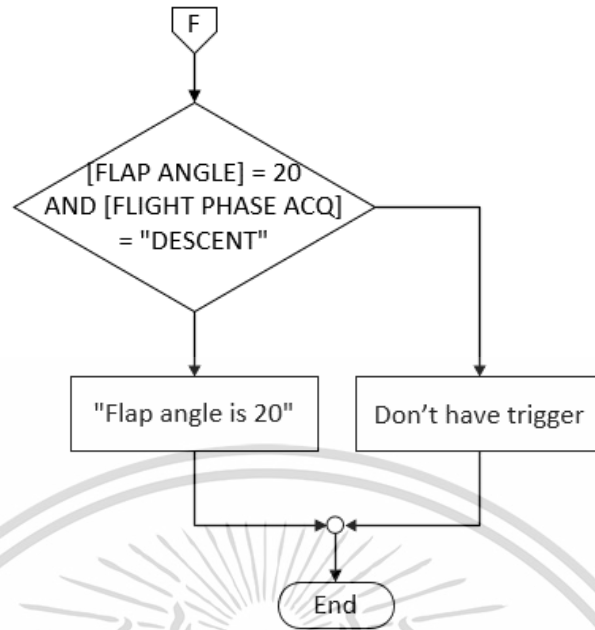 F
[FLAP ANGLE] = 20
AND [FLIGHT PHASE ACQ]
= "DESCENT"
"Flap angle is 20"
Don’t have trigger
End